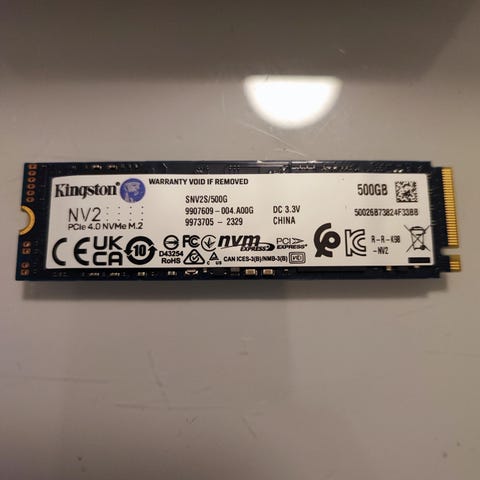 WARRANTY VOID IF REMOVED
Kingston
SNV2S/500G
500GB
NV2
9907609-004.A00G
DC 3.3V
50026B73824F33BB
PCIe 4.0 NVMe M.2
9973705-2329
CHINA
CE UK CA 10
D43254
RoHS
nvm EXPRESS
PCI EXPRESS
R-R-K98
-NV2
CAN ICES-3(B)/NMB-3(B)